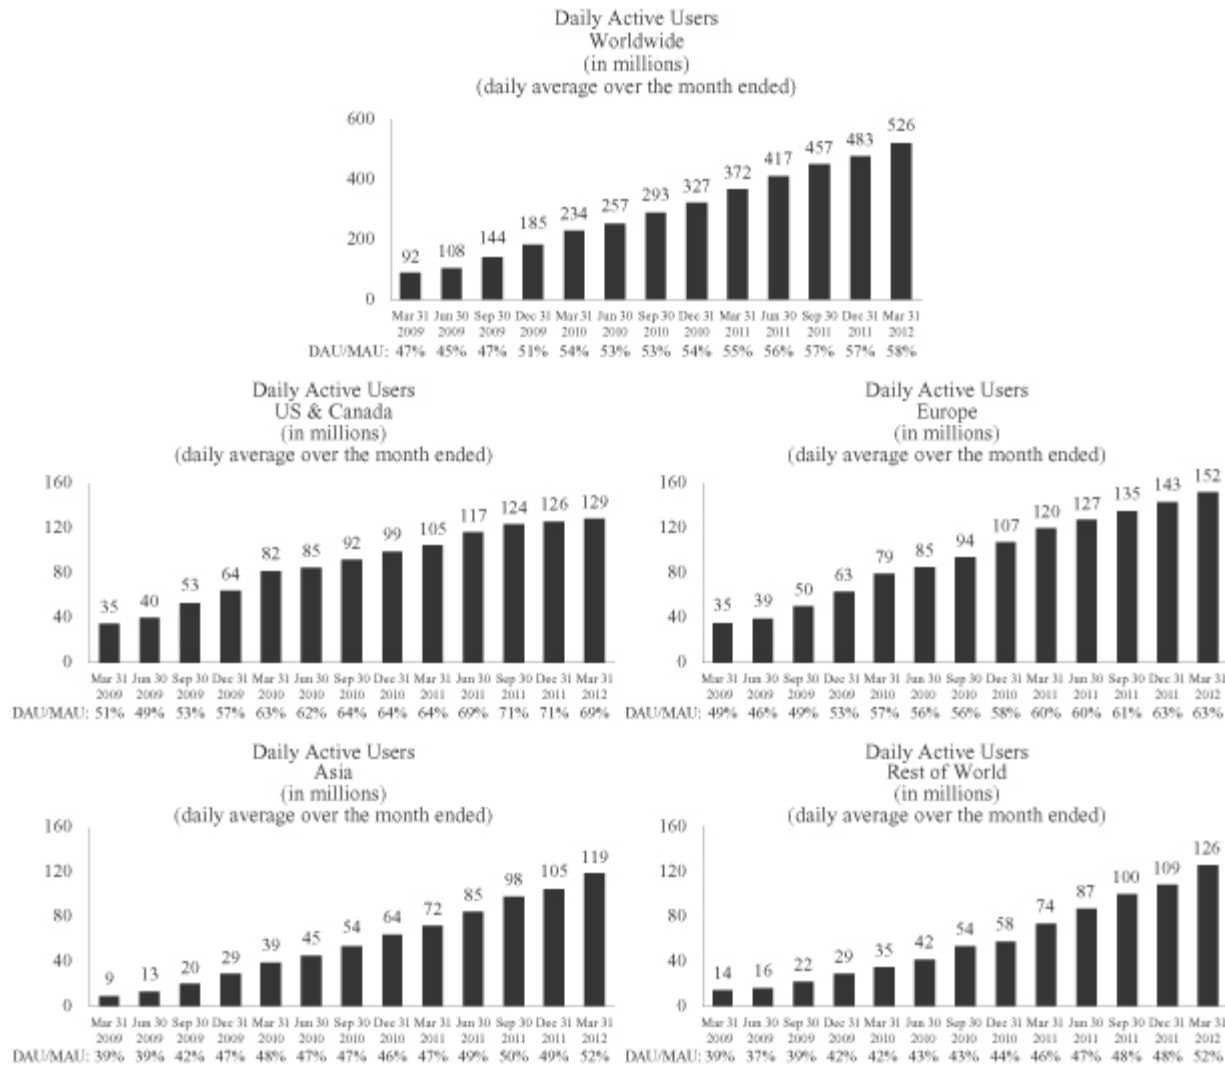 Daily Active Users
Worldwide
(in millions)
(daily average over the month ended)
600
400
200
0
92 108 144 185 234 257 293 327 372 417 457 483 526
Mar 31 Jun 30 Sep 30 Dec 31 Mar 31 Jun 30 Sep 30 Dec 31 Mar 31 Jun 30 Sep 30 Dec 31 Mar 31
2009 2009 2009 2009 2010 2010 2010 2010 2011 2011 2011 2011 2012
DAU/MAU: 47% 45% 47% 51% 54% 53% 53% 54% 55% 56% 57% 57% 58%
Daily Active Users
US & Canada
(in millions)
(daily average over the month ended)
160
120
80
40
0
35 40 53 64 82 85 92 99 105 117 124 126 129
Mar 31 Jun 30 Sep 30 Dec 31 Mar 31 Jun 30 Sep 30 Dec 31 Mar 31 Jun 30 Sep 30 Dec 31 Mar 31
2009 2009 2009 2009 2010 2010 2010 2010 2011 2011 2011 2011 2012
DAU/MAU: 51% 49% 53% 57% 63% 62% 64% 64% 64% 69% 71% 71% 69%
Daily Active Users
Europe
(in millions)
(daily average over the month ended)
160
120
80
40
0
35 39 50 63 79 85 94 107 120 127 135 143 152
Mar 31 Jun 30 Sep 30 Dec 31 Mar 31 Jun 30 Sep 30 Dec 31 Mar 31 Jun 30 Sep 30 Dec 31 Mar 31
2009 2009 2009 2009 2010 2010 2010 2010 2011 2011 2011 2011 2012
DAU/MAU: 49% 46% 49% 53% 57% 56% 56% 58% 60% 60% 61% 63% 63%
Daily Active Users
Asia
(in millions)
(daily average over the month ended)
160
120
80
40
0
9 13 20 29 39 45 54 64 72 85 98 105 119
Mar 31 Jun 30 Sep 30 Dec 31 Mar 31 Jun 30 Sep 30 Dec 31 Mar 31 Jun 30 Sep 30 Dec 31 Mar 31
2009 2009 2009 2009 2010 2010 2010 2010 2011 2011 2011 2011 2012
DAU/MAU: 39% 39% 42% 47% 48% 47% 47% 46% 47% 49% 50% 49% 52%
Daily Active Users
Rest of World
(in millions)
(daily average over the month ended)
160
120
80
40
0
14 16 22 29 35 42 54 58 74 87 100 109 126
Mar 31 Jun 30 Sep 30 Dec 31 Mar 31 Jun 30 Sep 30 Dec 31 Mar 31 Jun 30 Sep 30 Dec 31 Mar 31
2009 2009 2009 2009 2010 2010 2010 2010 2011 2011 2011 2011 2012
DAU/MAU: 39% 37% 39% 42% 42% 43% 43% 44% 46% 47% 48% 48% 52%